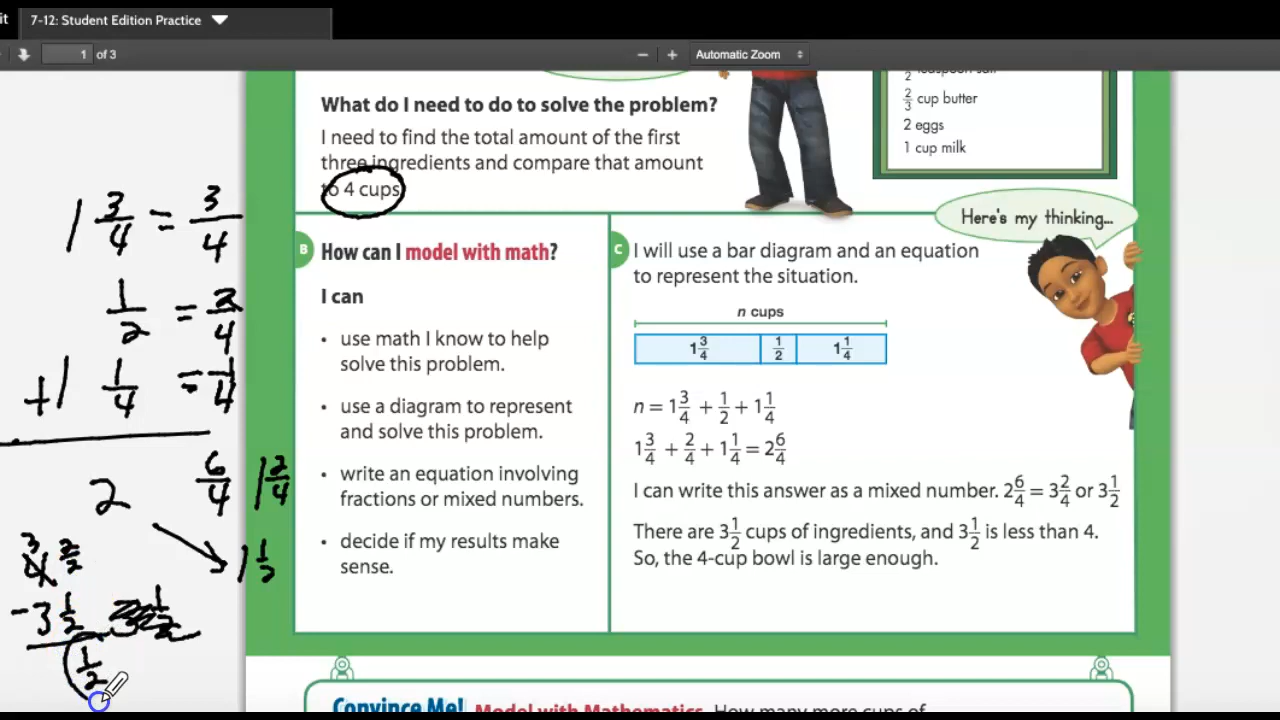 it
7-12: Student Edition Practice
1 of 3
Automatic Zoom
What do I need to do to solve the problem?
I need to find the total amount of the first
three ingredients and compare that amount
to 4 cups.
2/3 cup butter
2 eggs
1 cup milk
Here's my thinking...
B How can I model with math?
I can
• use math I know to help
solve this problem.
• use a diagram to represent
and solve this problem.
• write an equation involving
fractions or mixed numbers.
• decide if my results make
sense.
C I will use a bar diagram and an equation
to represent the situation.
n cups
1 3/4 1/2 1 1/4
n = 1 3/4 + 1/2 + 1 1/4
1 3/4 + 2/4 + 1 1/4 = 2 6/4
I can write this answer as a mixed number. 2 6/4 = 3 2/4 or 3 1/2
There are 3 1/2 cups of ingredients, and 3 1/2 is less than 4.
So, the 4-cup bowl is large enough.
1 3/4 = 3/4
1/2 = 2/4
+1 1/4 = 1/4
2 6/4 1 2/4
1 1/2
3 2/2
4
- 3 1/2
1/2
Convince Me! Model with Mathematics How many more cups of